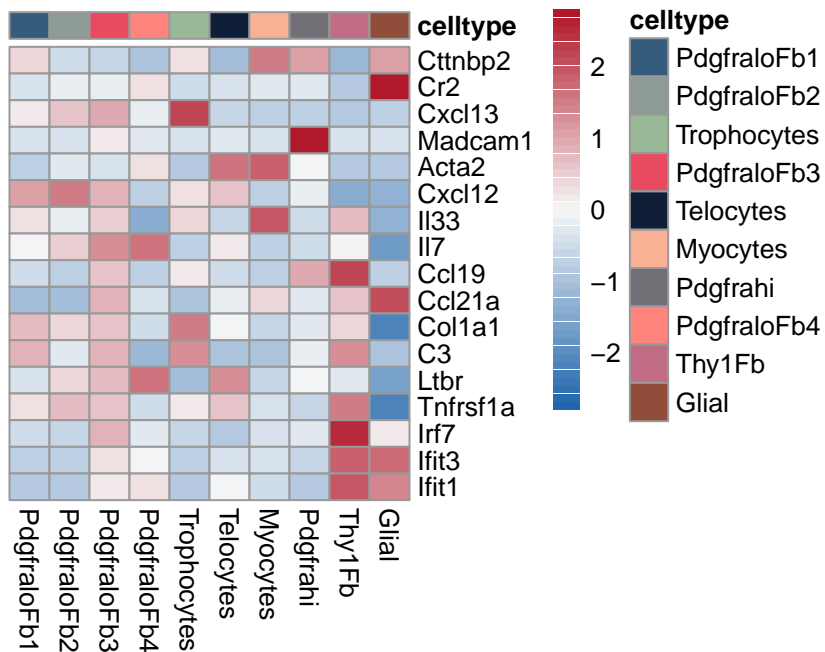 celltype
Cttnbp2
Cr2
Cxcl13
Madcam1
Acta2
Cxcl12
Il33
Il7
Ccl19
Ccl21a
Col1a1
C3
Ltbr
Tnfrsf1a
Irf7
Ifit3
Ifit1
PdgfraloFb1
PdgfraloFb2
PdgfraloFb3
PdgfraloFb4
Trophocytes
Telocytes
Myocytes
Pdgfrahi
Thy1Fb
Glial
2
1
0
−1
−2
celltype
PdgfraloFb1
PdgfraloFb2
Trophocytes
PdgfraloFb3
Telocytes
Myocytes
Pdgfrahi
PdgfraloFb4
Thy1Fb
Glial